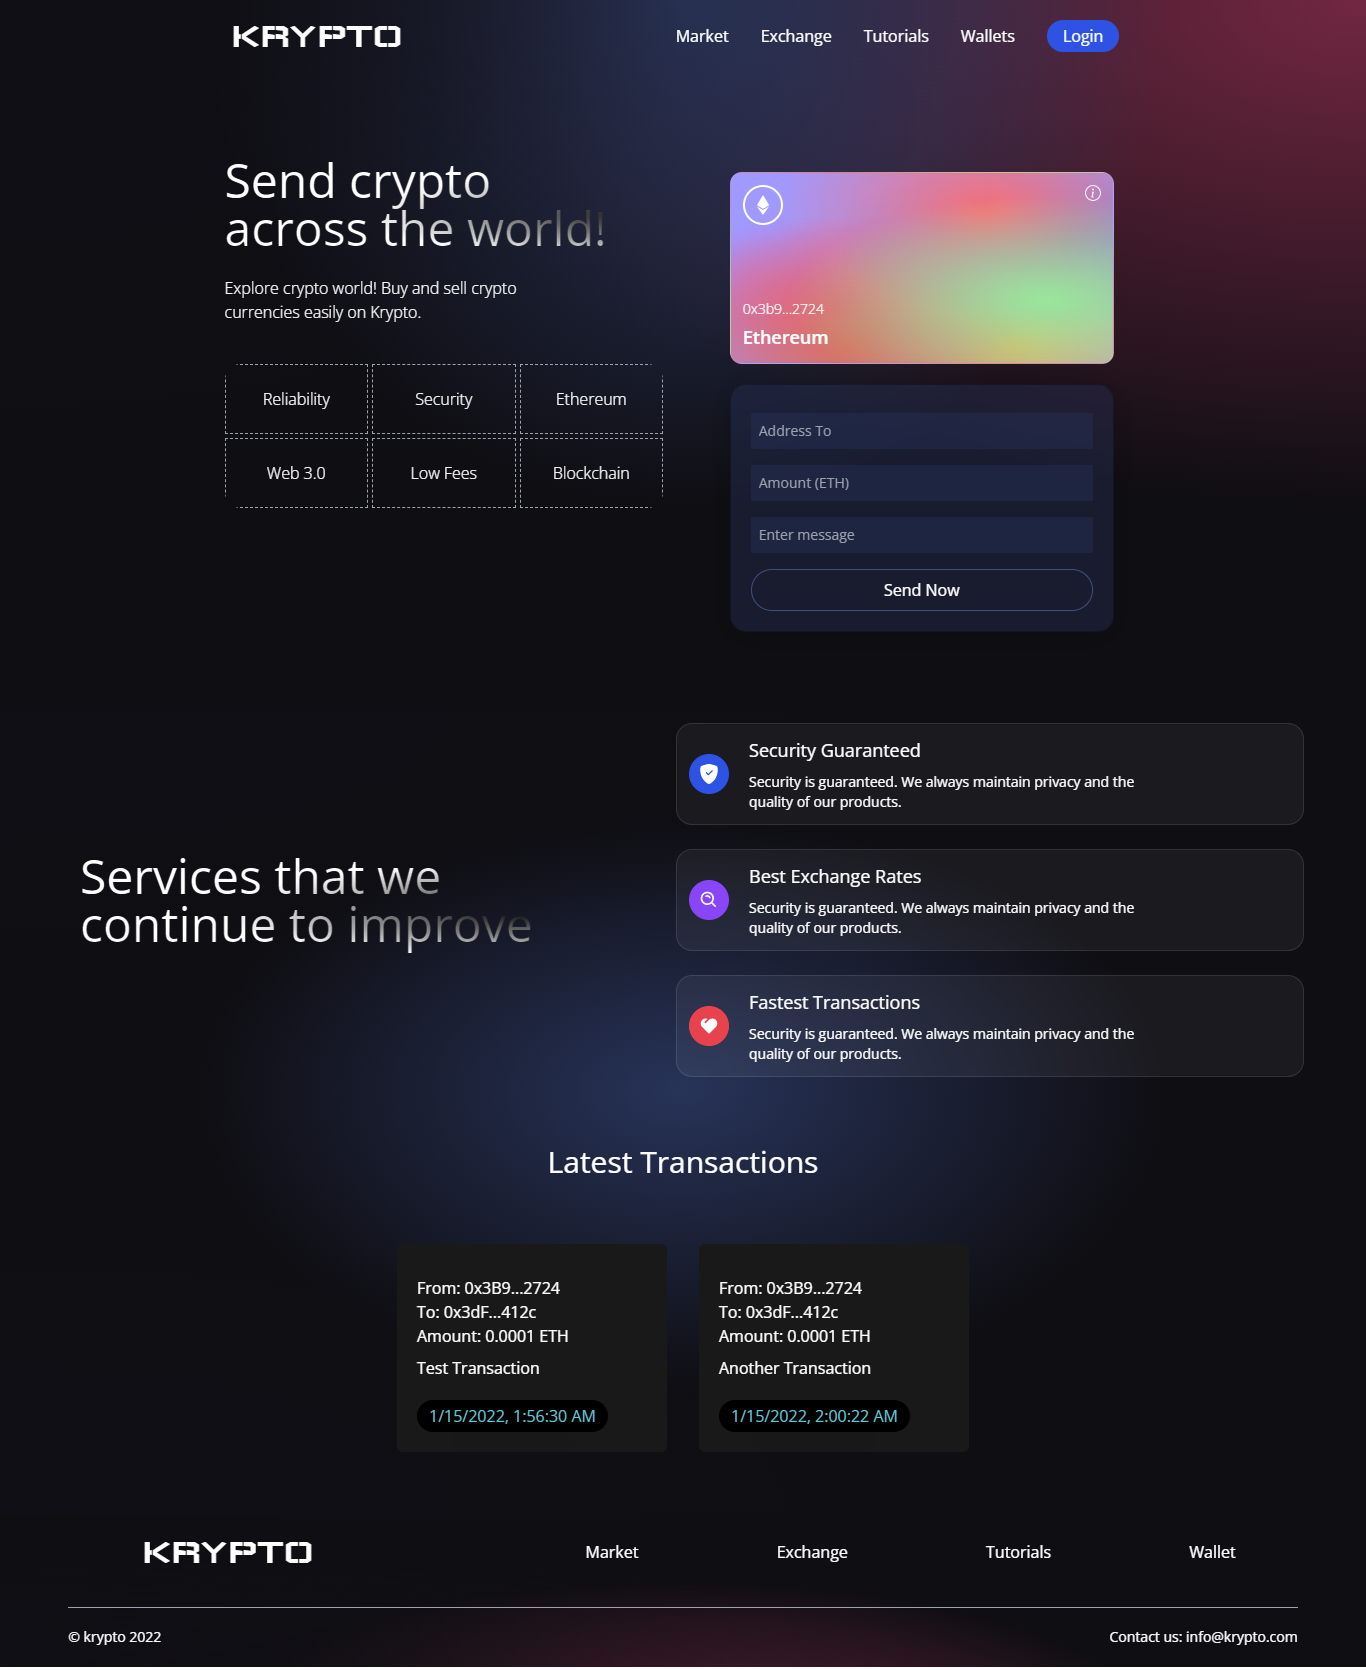 KRYPTO
Market
Exchange
Tutorials
Wallets
Login
Send crypto
across the world!
Explore crypto world! Buy and sell crypto
currencies easily on Krypto.
Reliability
Security
Ethereum
Web 3.0
Low Fees
Blockchain
0x3b9...2724
Ethereum
Address To
Amount (ETH)
Enter message
Send Now
Services that we
continue to improve
Security Guaranteed
Security is guaranteed. We always maintain privacy and the
quality of our products.
Best Exchange Rates
Security is guaranteed. We always maintain privacy and the
quality of our products.
Fastest Transactions
Security is guaranteed. We always maintain privacy and the
quality of our products.
Latest Transactions
From: 0x3B9...2724
To: 0x3dF...412c
Amount: 0.0001 ETH
Test Transaction
1/15/2022, 1:56:30 AM
From: 0x3B9...2724
To: 0x3dF...412c
Amount: 0.0001 ETH
Another Transaction
1/15/2022, 2:00:22 AM
KRYPTO
Market
Exchange
Tutorials
Wallet
© krypto 2022
Contact us: info@krypto.com